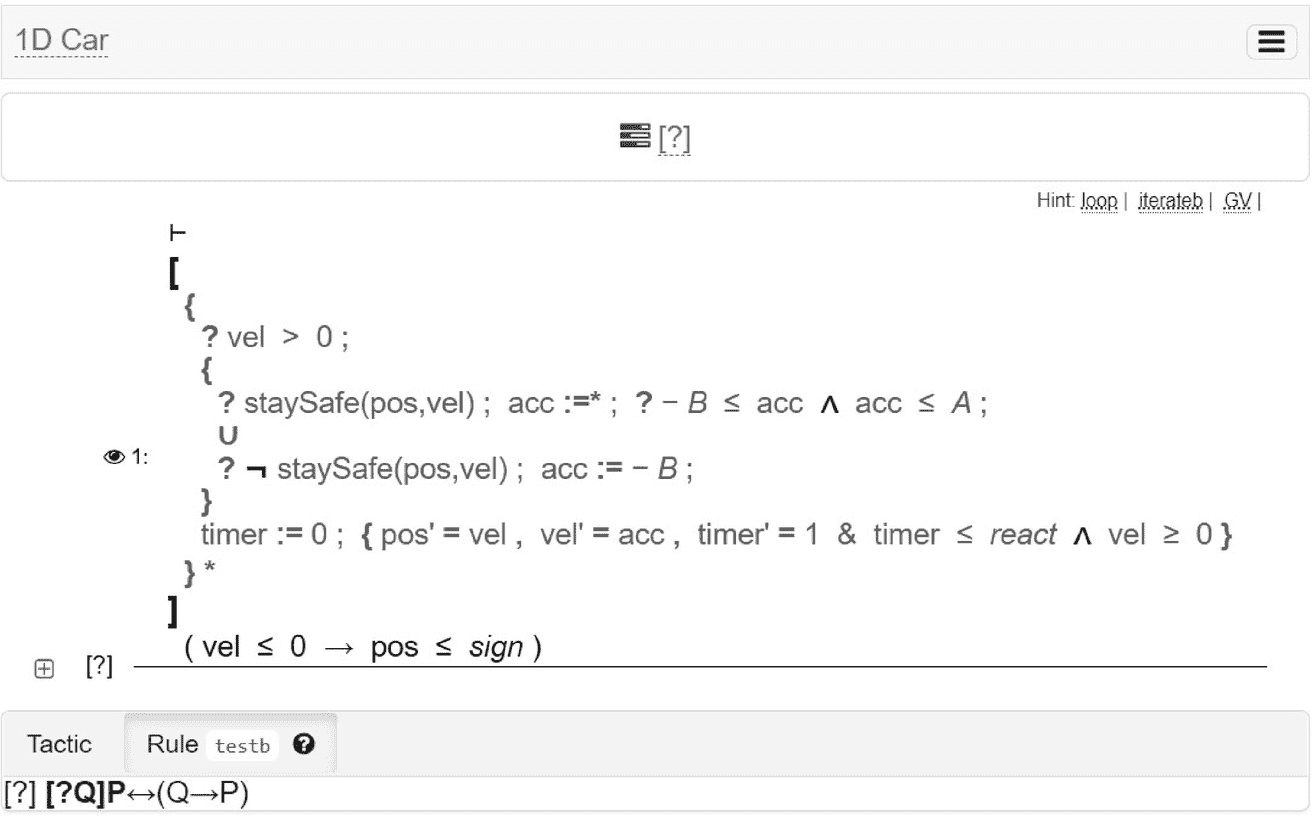 1D Car
[?]
Hint: loop | iterateb | GV |
⊢
[
{
? vel > 0 ;
{
? staySafe(pos,vel) ; acc :=* ; ? − B ≤ acc ∧ acc ≤ A ;
∪
? ¬ staySafe(pos,vel) ; acc := − B ;
1:
}
timer := 0 ; { pos' = vel , vel' = acc , timer' = 1 & timer ≤ react ∧ vel ≥ 0 }
} *
]
( vel ≤ 0 → pos ≤ sign )
[?]
Tactic Rule testb ?
[?] [?Q]P↔(Q→P)